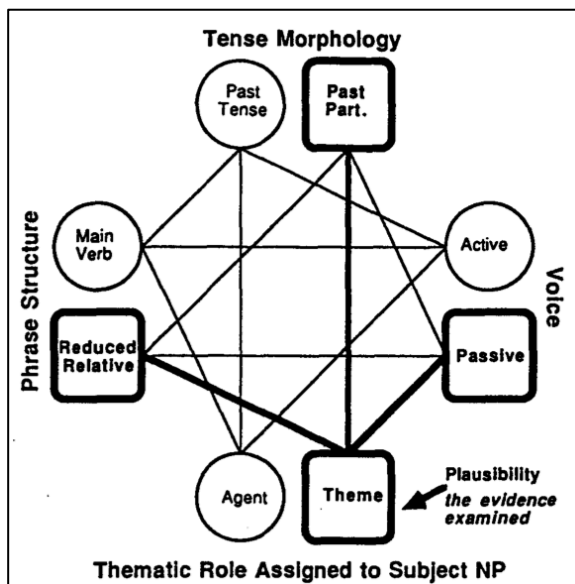 Tense Morphology
Past
Tense
Past
Part.
Phrase Structure
Main
Verb
Active
Voice
Reduced
Relative
Passive
Agent
Theme
Plausibility
the evidence
examined
Thematic Role Assigned to Subject NP